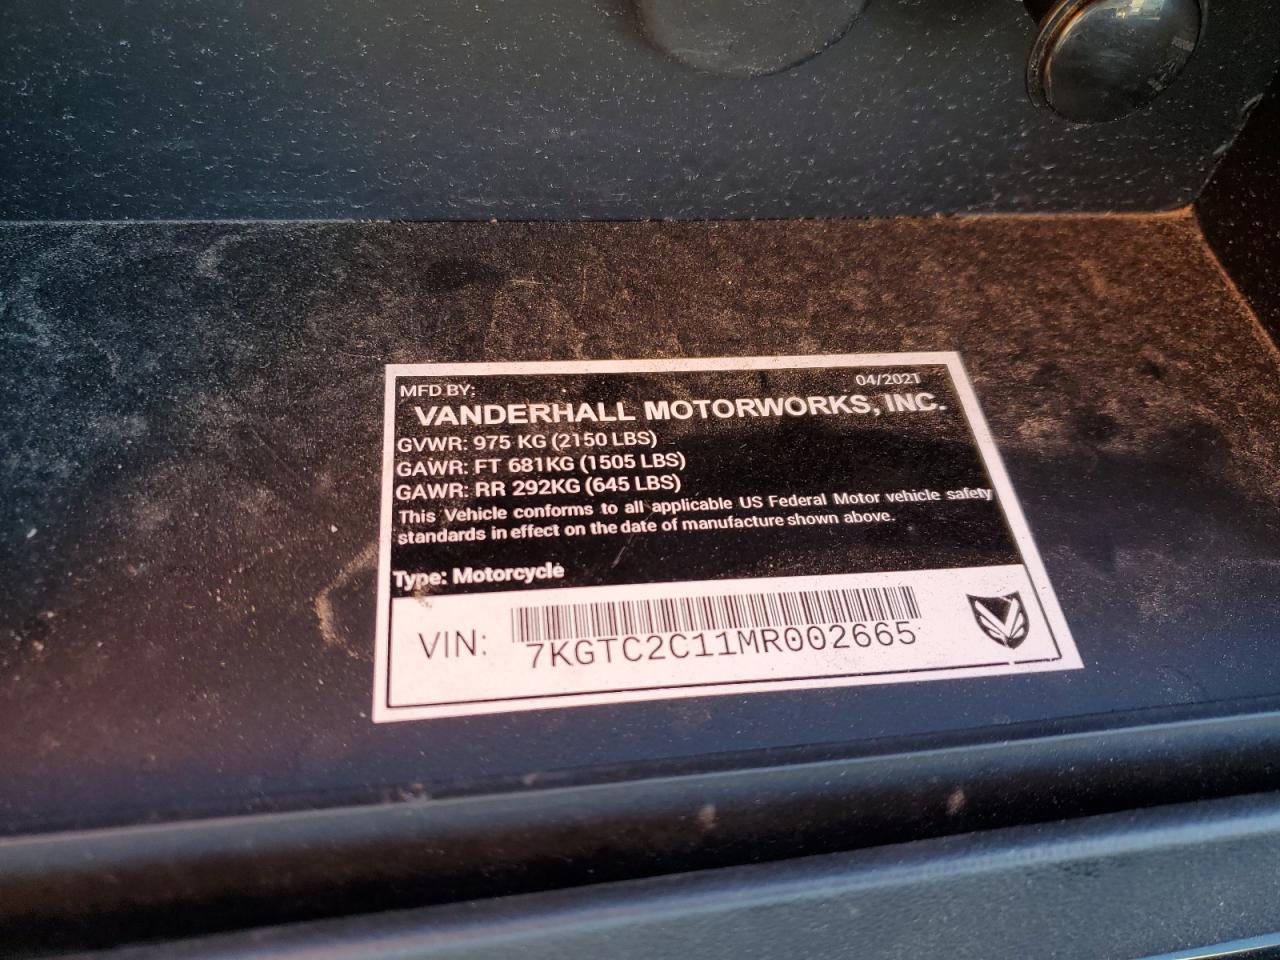 MFD BY: 04/2021
VANDERHALL MOTORWORKS, INC.
GVWR: 975 KG (2150 LBS)
GAWR: FT 681KG (1505 LBS)
GAWR: RR 292KG (645 LBS)
This Vehicle conforms to all applicable US Federal Motor vehicle safety
standards in effect on the date of manufacture shown above.
Type: Motorcycle
VIN: 7KGTC2C11MR002665